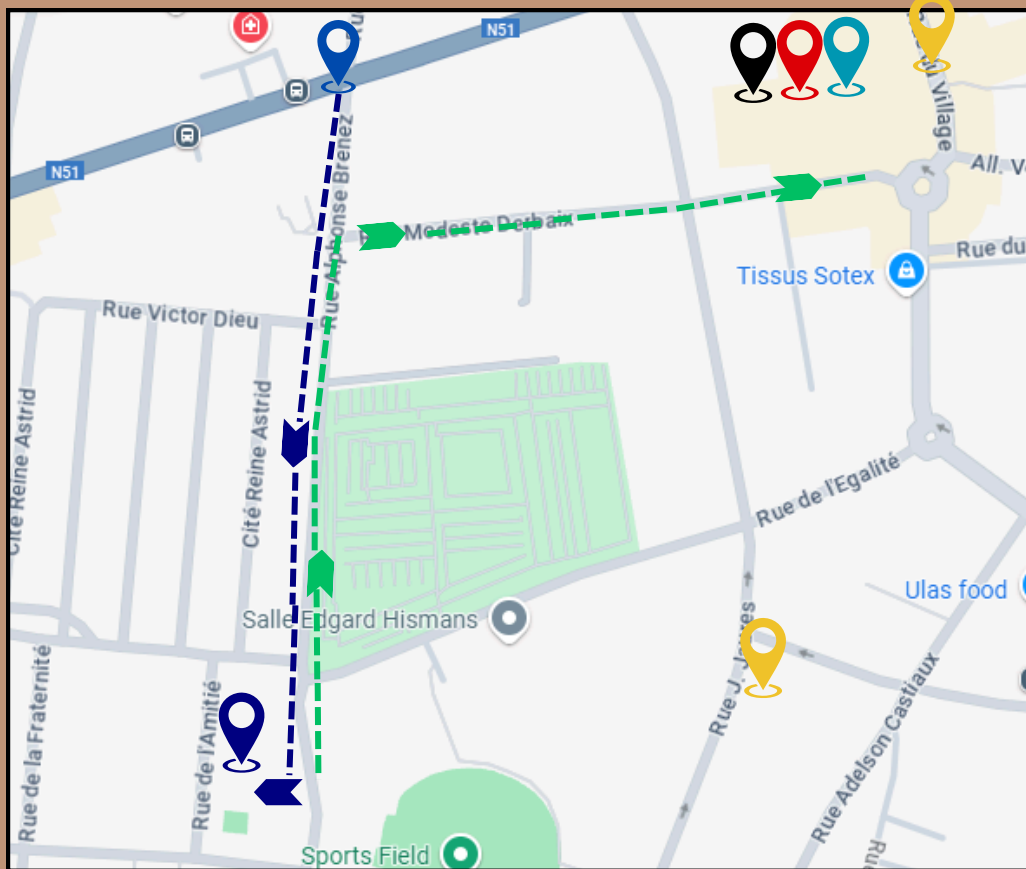 N51
N51
Rue Alphonse Brenez
Rue Modeste Derbaix
du Village
All.
Rue du
Tissus Sotex
Rue Victor Dieu
Cité Reine Astrid
Cité Reine Astrid
Rue de l'Egalité
Ulas food
Salle Edgard Hismans
Rue J. Jaurès
Rue de la Fraternité
Rue de l'Amitié
Rue Adelson Castiaux
Rue
Sports Field